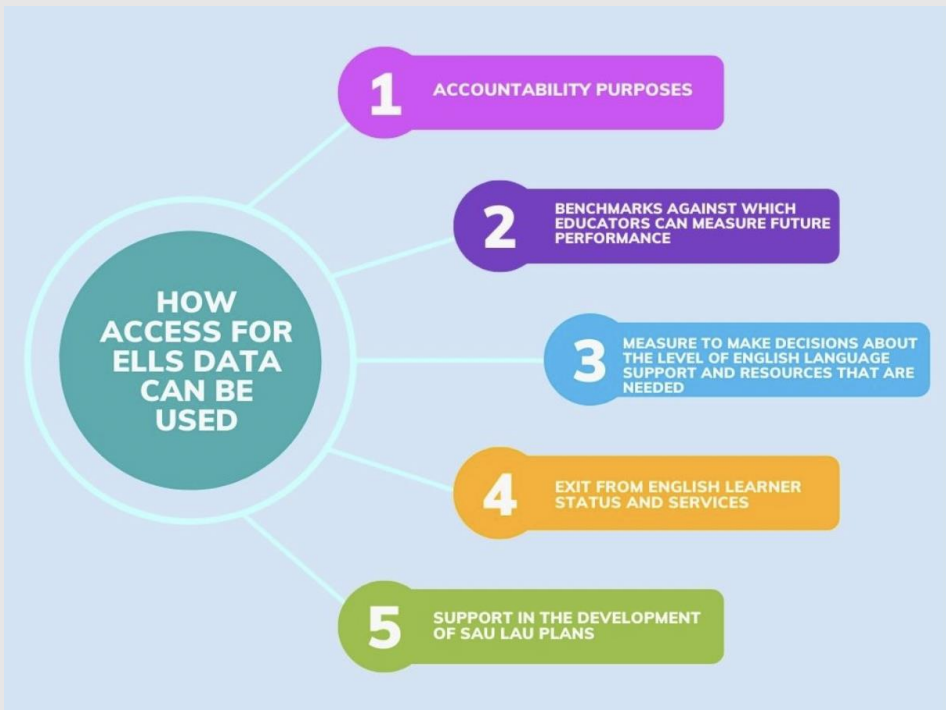 HOW
ACCESS FOR
ELLS DATA
CAN BE
USED
1
ACCOUNTABILITY PURPOSES
2
BENCHMARKS AGAINST WHICH
EDUCATORS CAN MEASURE FUTURE
PERFORMANCE
3
MEASURE TO MAKE DECISIONS ABOUT
THE LEVEL OF ENGLISH LANGUAGE
SUPPORT AND RESOURCES THAT ARE
NEEDED
4
EXIT FROM ENGLISH LEARNER
STATUS AND SERVICES
5
SUPPORT IN THE DEVELOPMENT
OF SAU LAU PLANS